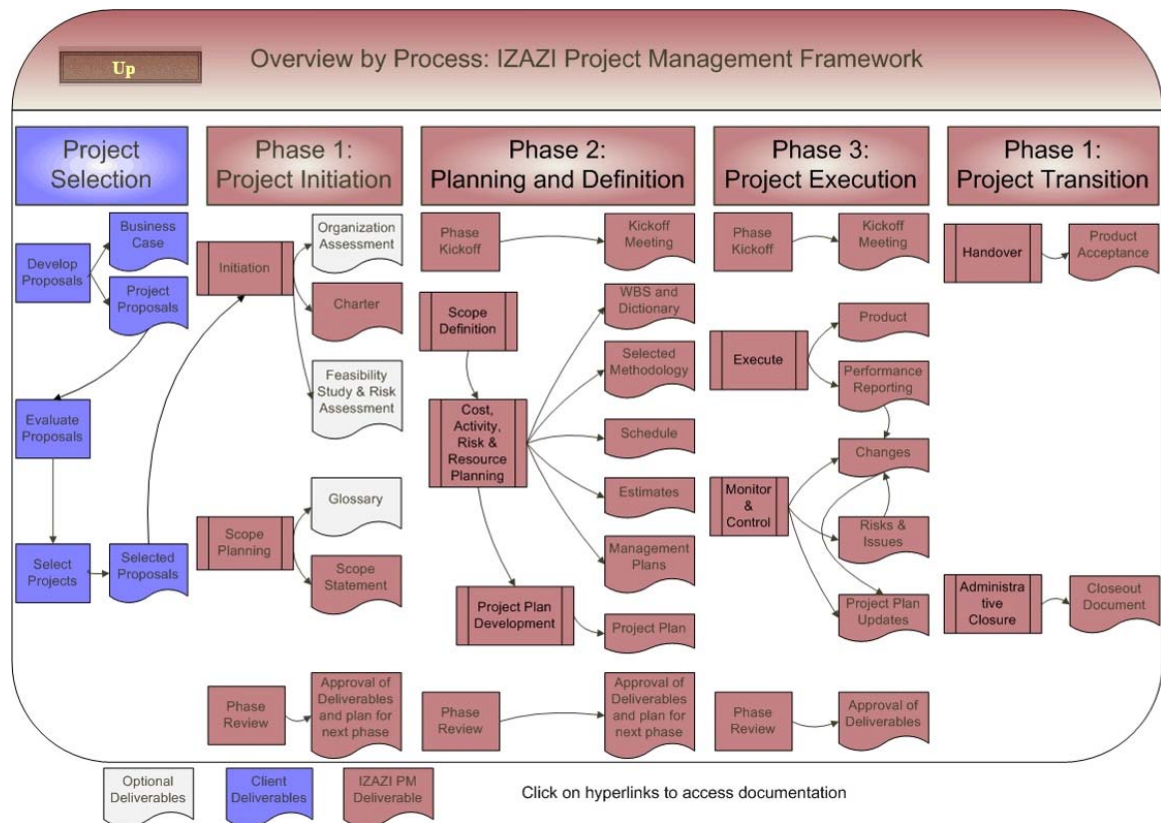 Up
Overview by Process: IZAZI Project Management Framework
Project
Selection
Phase 1:
Project Initiation
Phase 2:
Planning and Definition
Phase 3:
Project Execution
Phase 1:
Project Transition
Develop
Proposals
Business
Case
Project
Proposals
Evaluate
Proposals
Select
Projects
Selected
Proposals
Initiation
Organization
Assessment
Charter
Feasibility
Study & Risk
Assessment
Scope
Planning
Glossary
Scope
Statement
Phase
Review
Approval of
Deliverables
and plan for
next phase
Phase
Kickoff
Kickoff
Meeting
Scope
Definition
WBS and
Dictionary
Selected
Methodology
Cost,
Activity,
Risk &
Resource
Planning
Schedule
Estimates
Management
Plans
Project Plan
Development
Project Plan
Phase
Review
Approval of
Deliverables
and plan for
next phase
Phase
Kickoff
Kickoff
Meeting
Execute
Product
Performance
Reporting
Changes
Monitor
& Control
Risks &
Issues
Project Plan
Updates
Phase
Review
Approval of
Deliverables
Handover
Product
Acceptance
Administra
tive
Closure
Closeout
Document
Optional
Deliverables
Client
Deliverables
IZAZI PM
Deliverable
Click on hyperlinks to access documentation